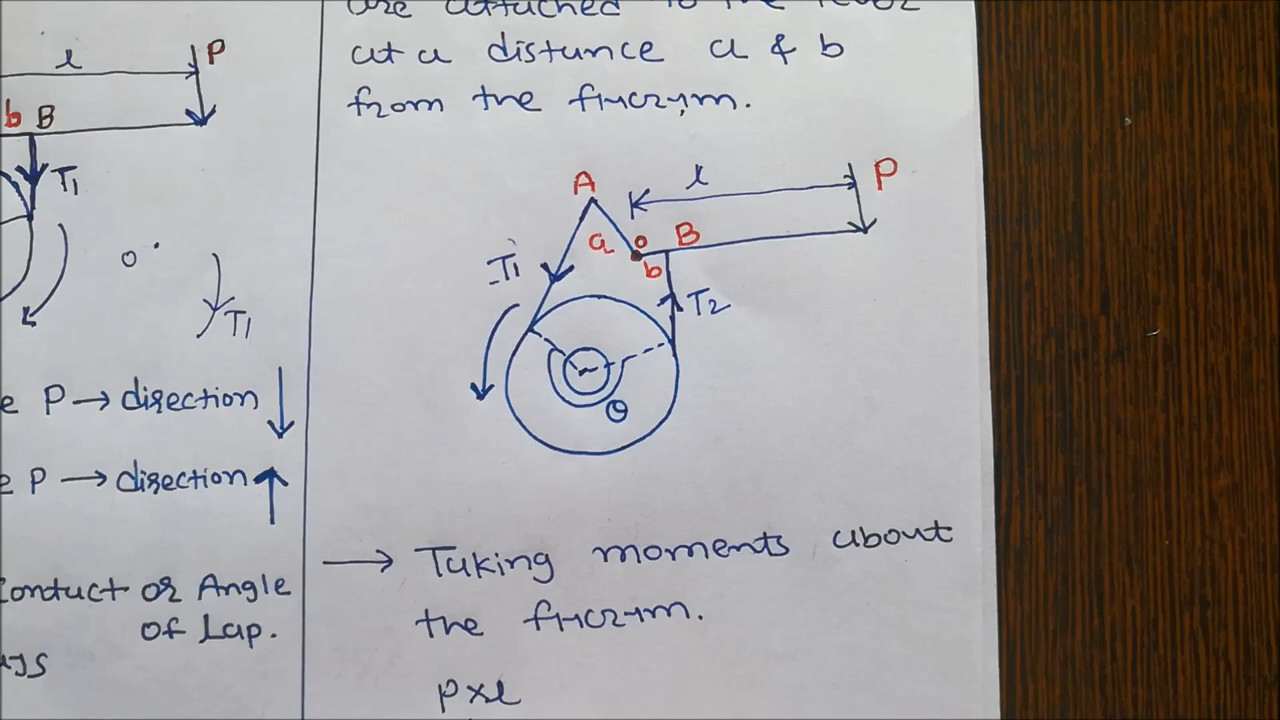 l P
b B
T1
o
T1
P → direction ↓
P → direction ↑
or Angle
of Lap.
at a distance a & b
from the fulcrum.
A l P
a o B
b
T1
T2
θ
→ Taking moments about
the fulcrum.
P×l